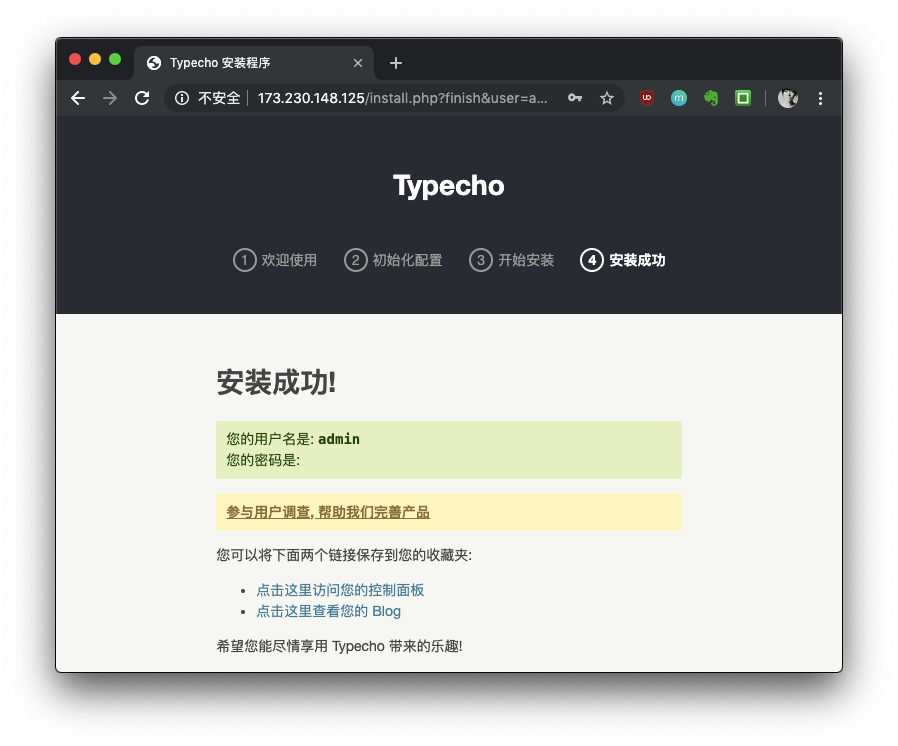 Typecho 安装程序
不安全 173.230.148.125/install.php?finish&user=a...
Typecho
1 欢迎使用 2 初始化配置 3 开始安装 4 安装成功
安装成功!
您的用户名是: admin
您的密码是:
参与用户调查, 帮助我们完善产品
您可以将下面两个链接保存到您的收藏夹:
点击这里访问您的控制面板
点击这里查看您的 Blog
希望您能尽情享用 Typecho 带来的乐趣!